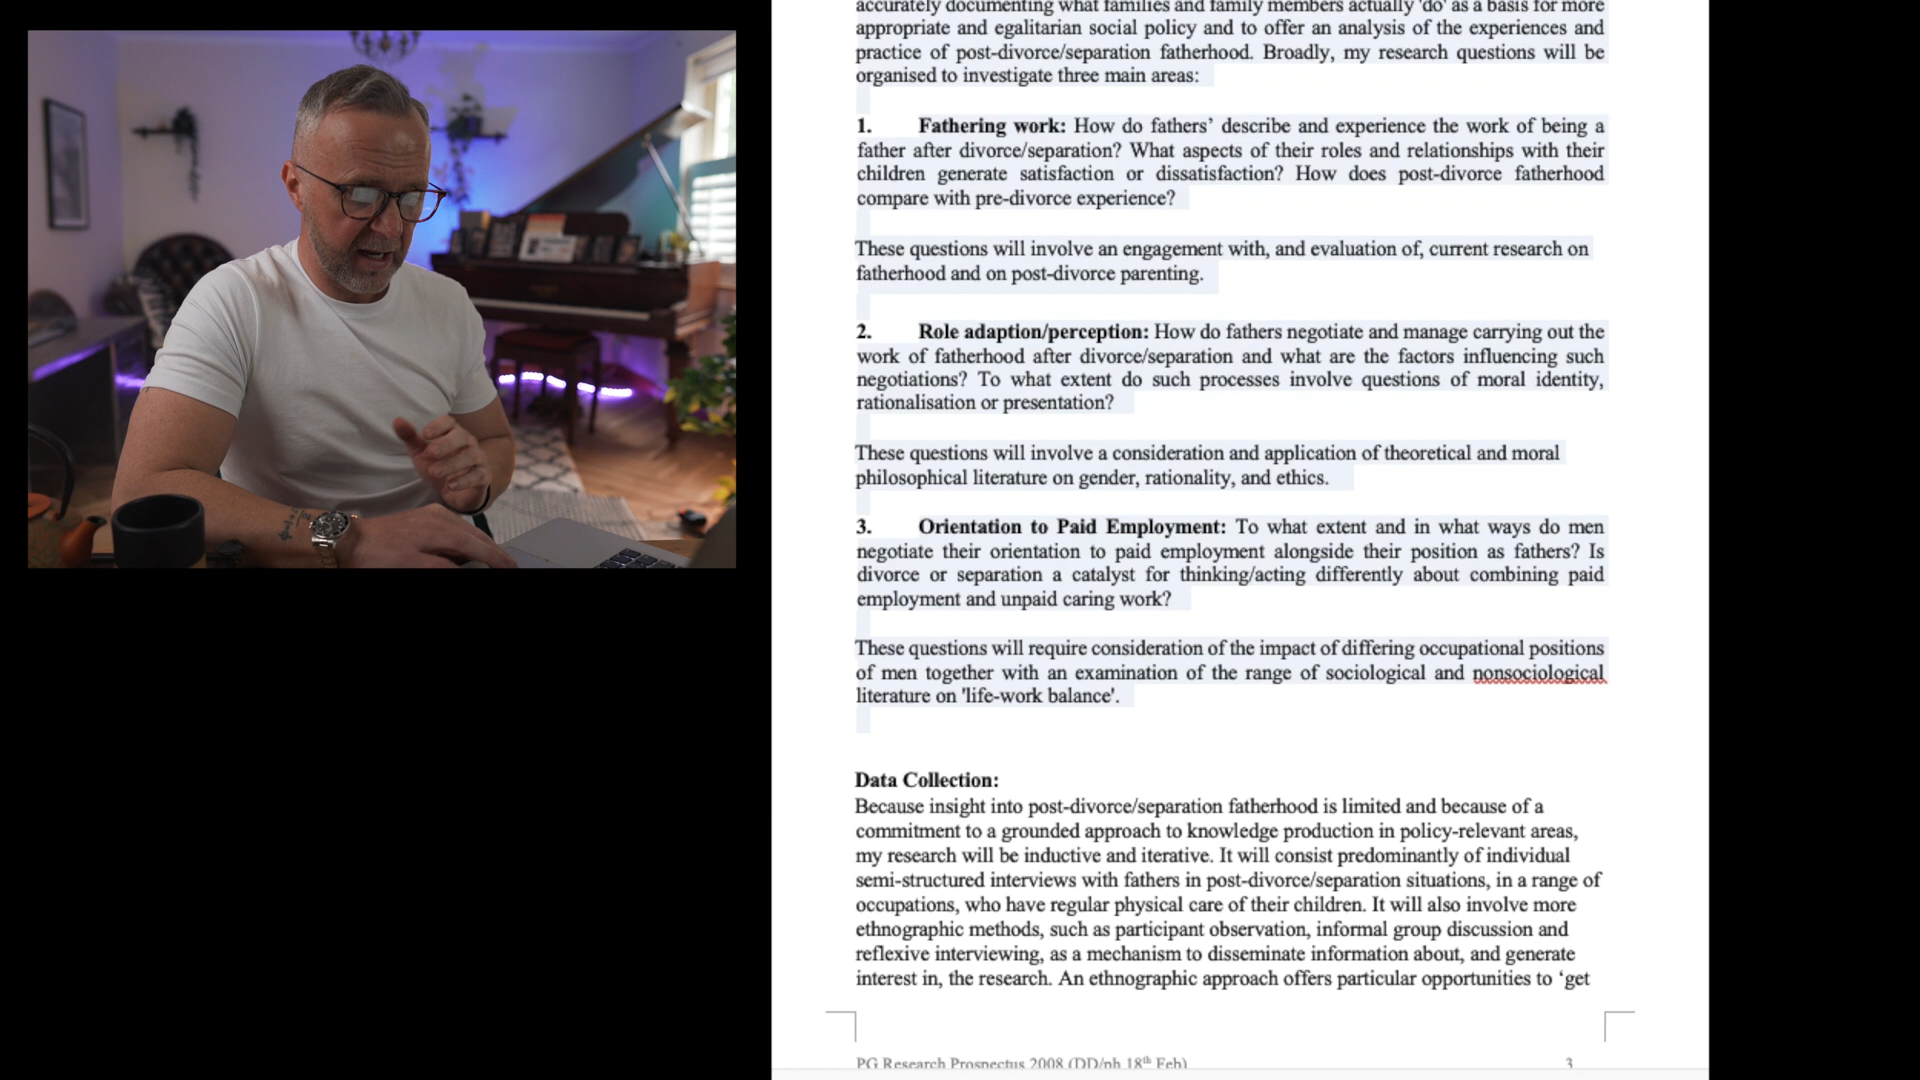 accurately documenting what families and family members actually 'do' as a basis for more
appropriate and egalitarian social policy and to offer an analysis of the experiences and
practice of post-divorce/separation fatherhood. Broadly, my research questions will be
organised to investigate three main areas:
1. Fathering work: How do fathers’ describe and experience the work of being a
father after divorce/separation? What aspects of their roles and relationships with their
children generate satisfaction or dissatisfaction? How does post-divorce fatherhood
compare with pre-divorce experience?
These questions will involve an engagement with, and evaluation of, current research on
fatherhood and on post-divorce parenting.
2. Role adaption/perception: How do fathers negotiate and manage carrying out the
work of fatherhood after divorce/separation and what are the factors influencing such
negotiations? To what extent do such processes involve questions of moral identity,
rationalisation or presentation?
These questions will involve a consideration and application of theoretical and moral
philosophical literature on gender, rationality, and ethics.
3. Orientation to Paid Employment: To what extent and in what ways do men
negotiate their orientation to paid employment alongside their position as fathers? Is
divorce or separation a catalyst for thinking/acting differently about combining paid
employment and unpaid caring work?
These questions will require consideration of the impact of differing occupational positions
of men together with an examination of the range of sociological and nonsociological
literature on 'life-work balance'.
Data Collection:
Because insight into post-divorce/separation fatherhood is limited and because of a
commitment to a grounded approach to knowledge production in policy-relevant areas,
my research will be inductive and iterative. It will consist predominantly of individual
semi-structured interviews with fathers in post-divorce/separation situations, in a range of
occupations, who have regular physical care of their children. It will also involve more
ethnographic methods, such as participant observation, informal group discussion and
reflexive interviewing, as a mechanism to disseminate information about, and generate
interest in, the research. An ethnographic approach offers particular opportunities to ‘get
PG Research Prospectus 2008 (DD/nh 18th Feb) 3